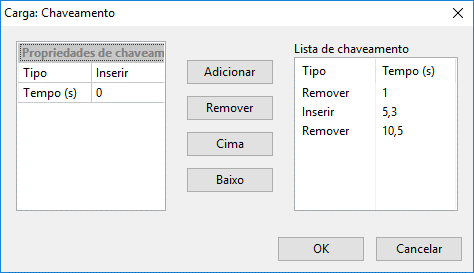 Carga: Chaveamento
Propriedades de chaveam
Tipo Inserir
Tempo (s) 0
Adicionar
Remover
Cima
Baixo
Lista de chaveamento
Tipo Tempo (s)
Remover 1
Inserir 5,3
Remover 10,5
OK Cancelar